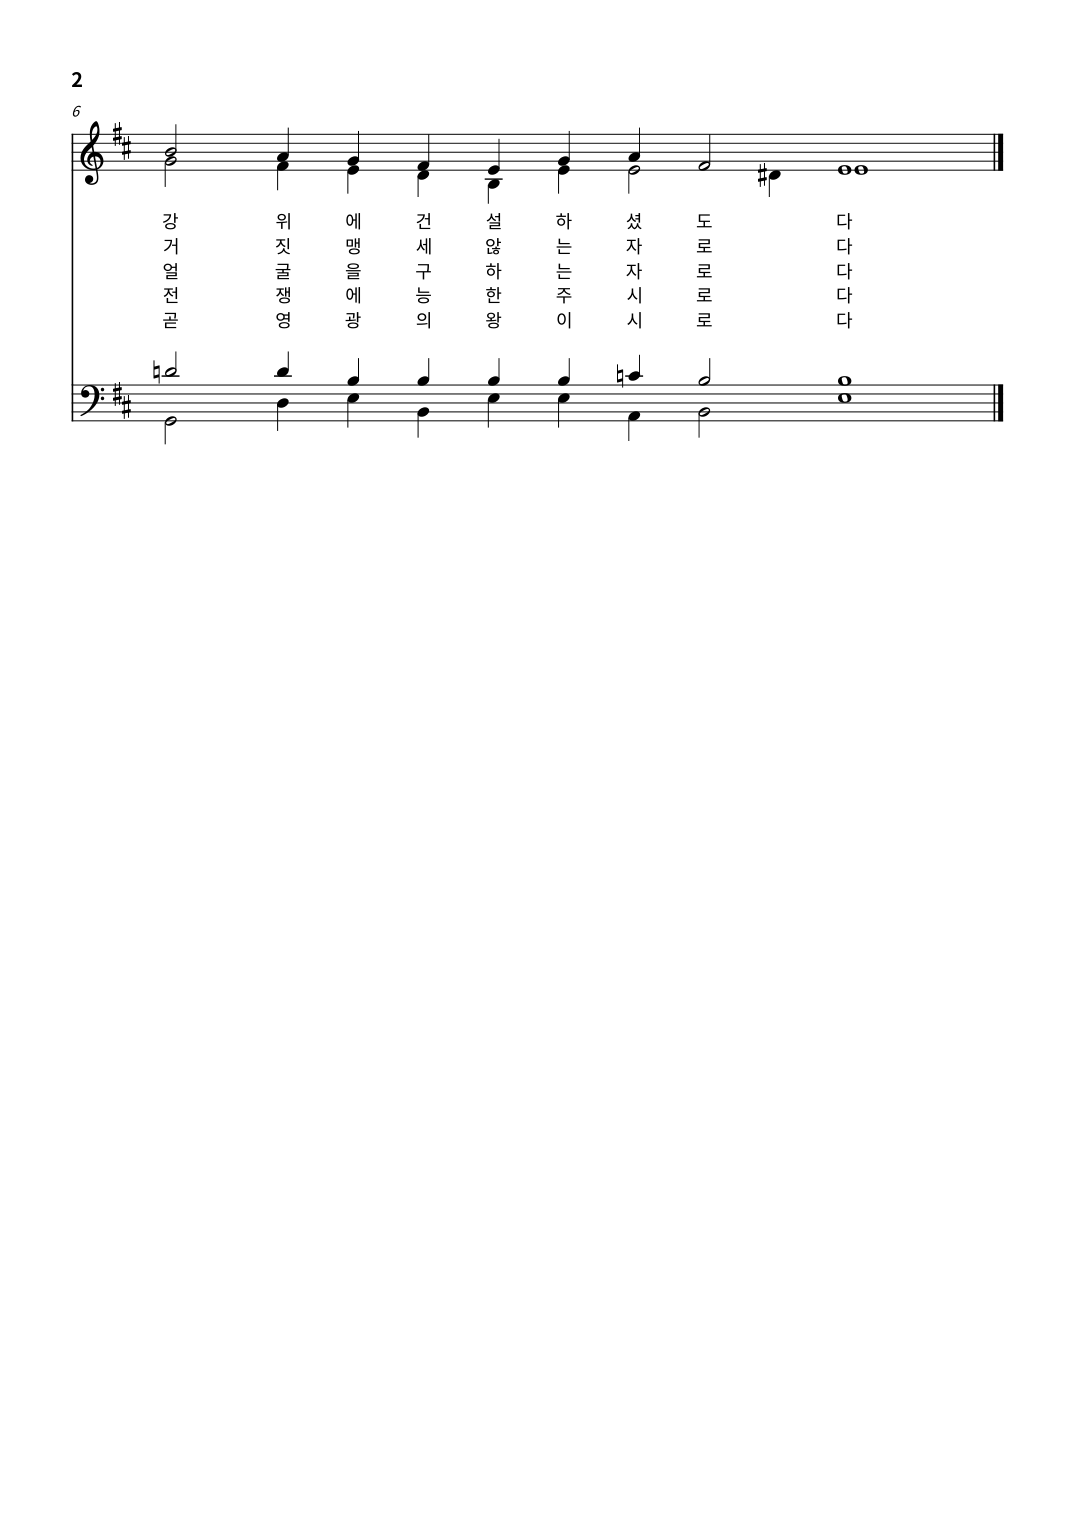 2
6
강 위 에 건 설 하 셨 도 다
거 짓 맹 세 않 는 자 로 다
얼 굴 을 구 하 는 자 로 다
전 쟁 에 능 한 주 시 로 다
곧 영 광 의 왕 이 시 로 다